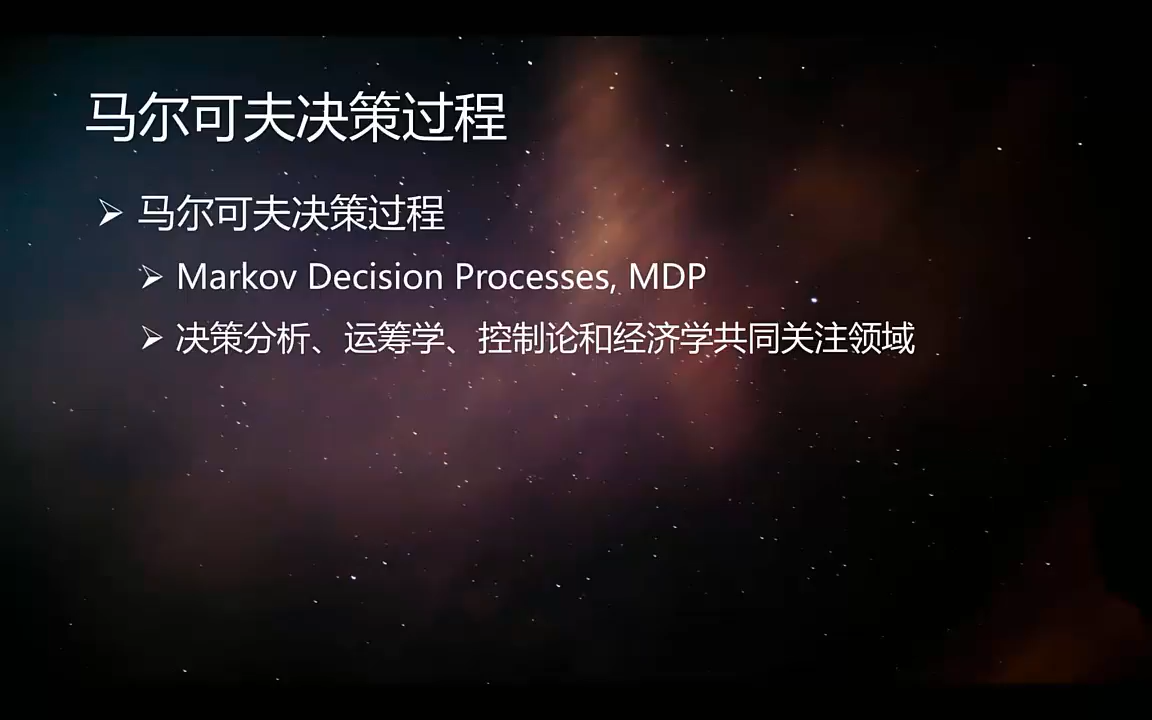 马尔可夫决策过程
➢ 马尔可夫决策过程
➢ Markov Decision Processes, MDP
➢ 决策分析、运筹学、控制论和经济学共同关注领域